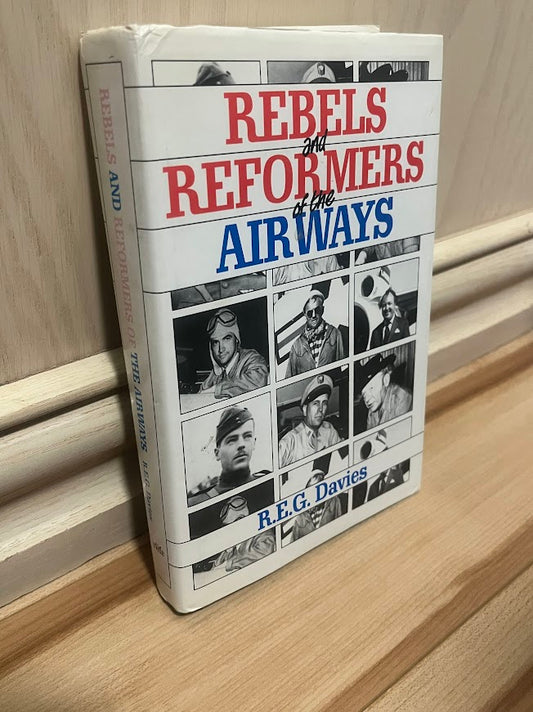 REBELS
and
REFORMERS
of the
AIRWAYS
R.E.G. Davies
REBELS AND REFORMERS OF THE AIRWAYS R.E.G. DAVIES